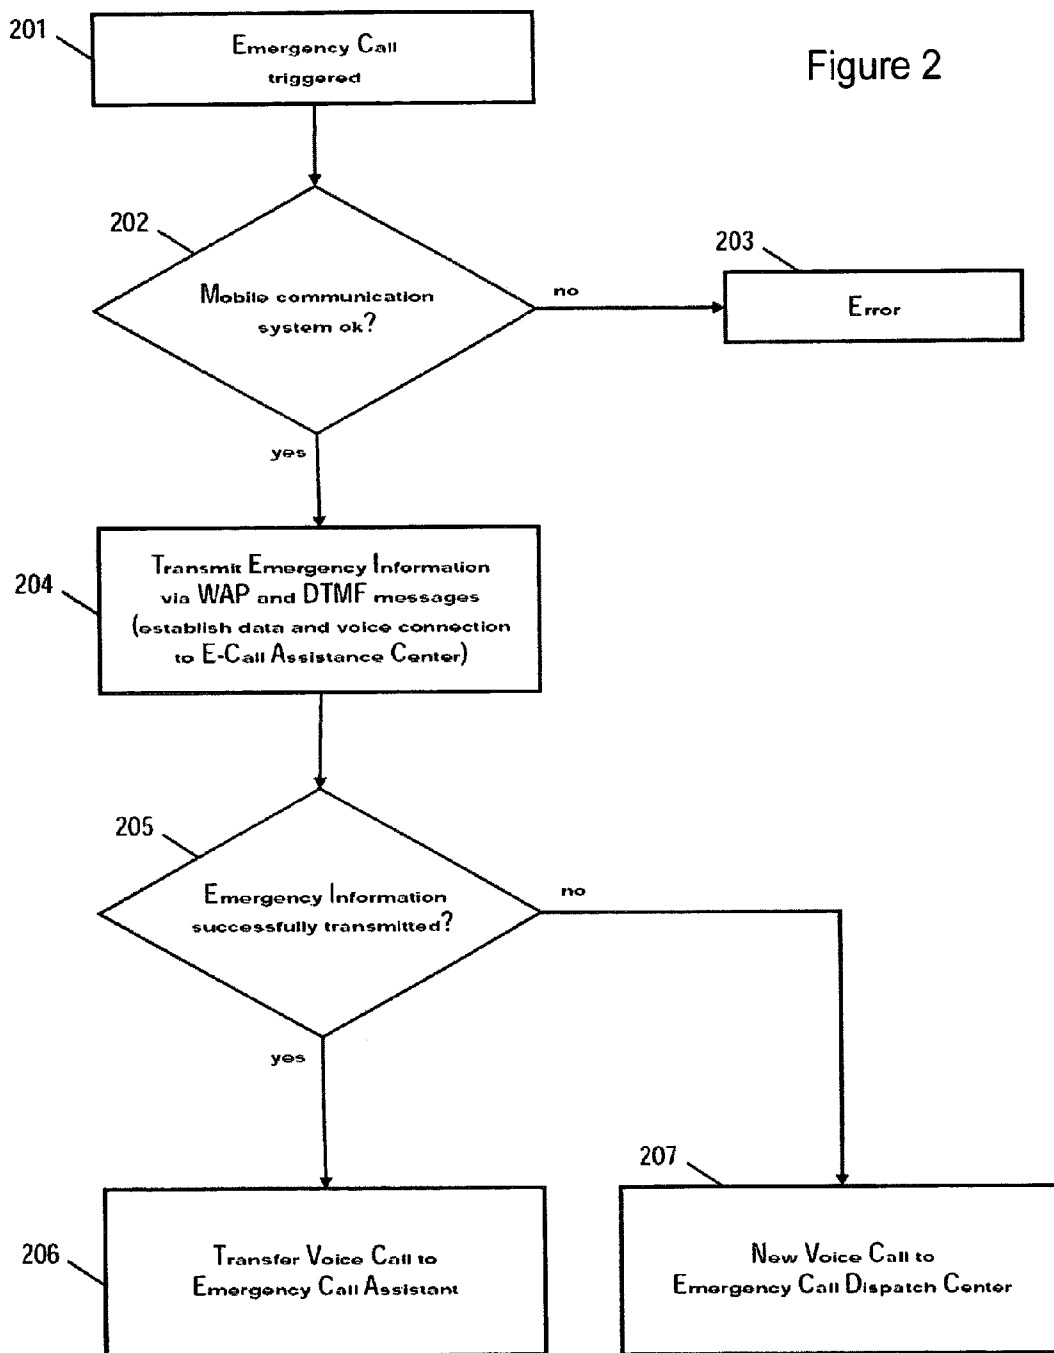 201
Emergency Call
triggered
Figure 2
202
Mobile communication
system ok?
no
203
Error
yes
204
Transmit Emergency Information
via WAP and DTMF messages
(establish data and voice connection
to E-Call Assistance Center)
205
Emergency Information
successfully transmitted?
no
yes
206
Transfer Voice Call to
Emergency Call Assistant
207
New Voice Call to
Emergency Call Dispatch Center